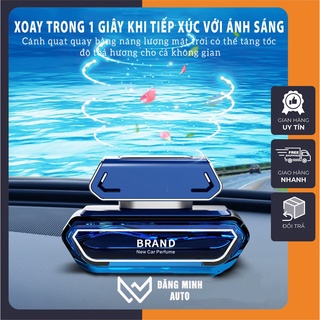 XOAY TRONG 1 GIÂY KHI TIẾP XÚC VỚI ÁNH SÁNG
Cánh quạt quay bằng năng lượng mặt trời có thể tăng tốc
độ tỏa hương cho cả không gian
GIAN HÀNG
UY TÍN
FREE
GIAO HÀNG
NHANH
ĐỔI TRẢ
BRAND
New Car Perfume
ĐĂNG MINH
AUTO